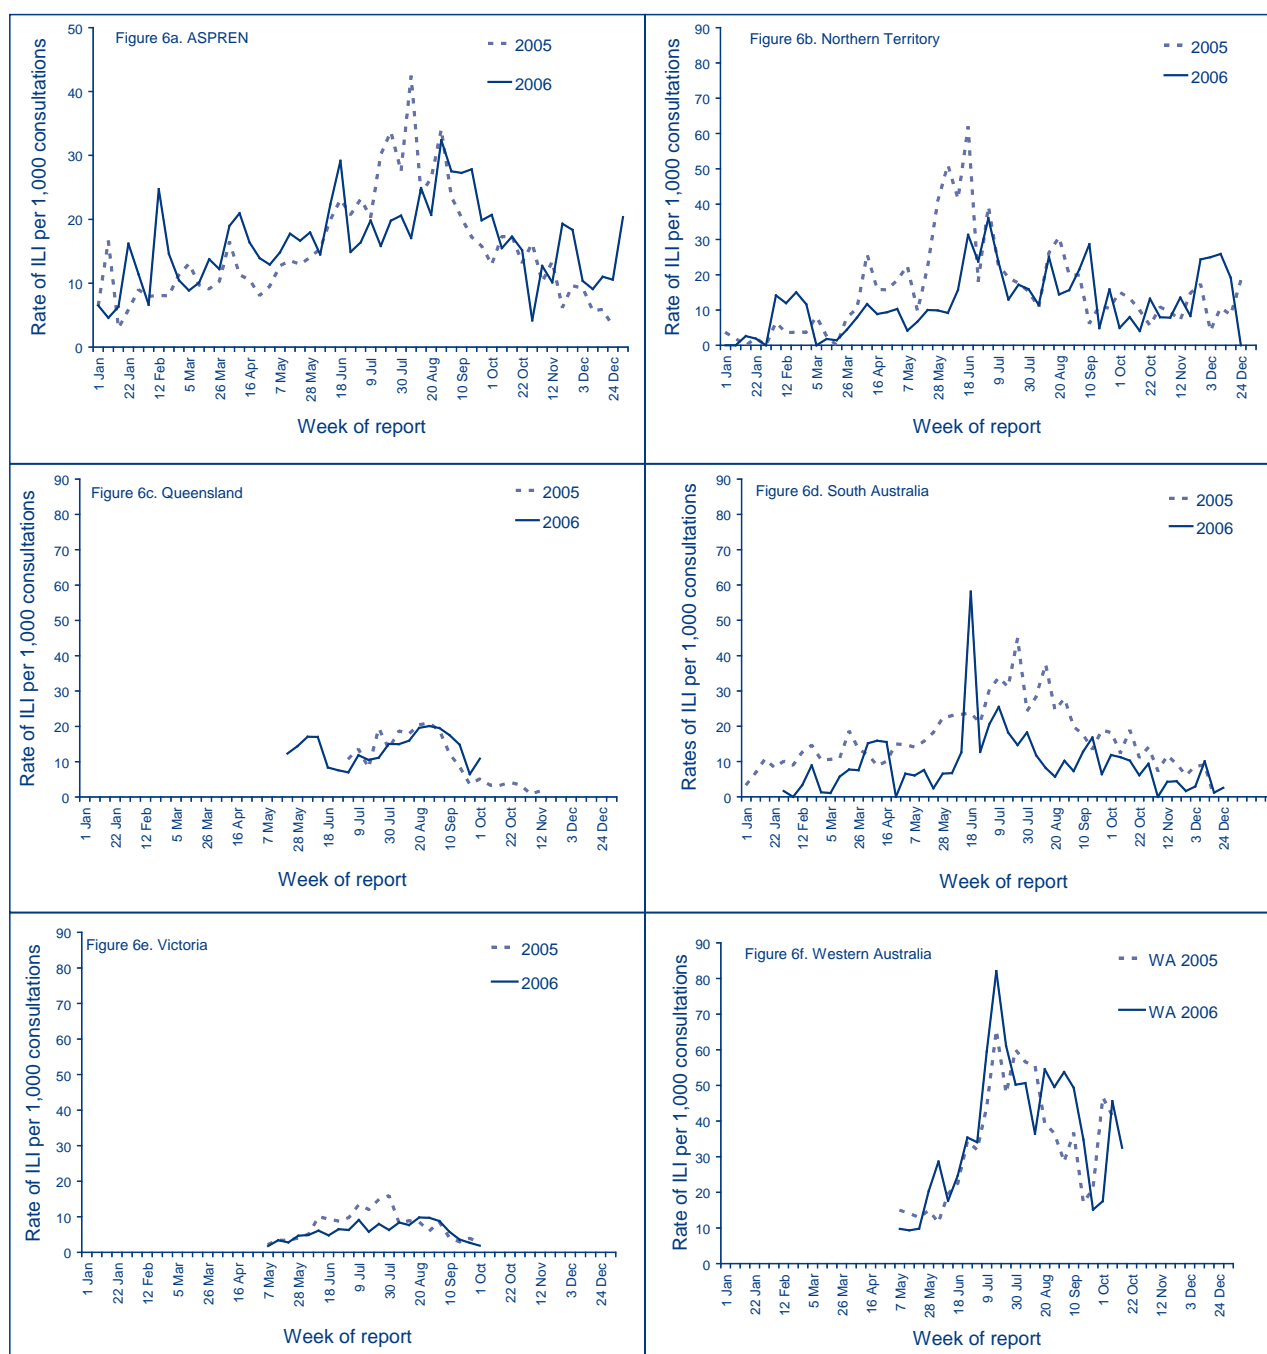 Figure 6a. ASPREN
2005
2006
50
40
30
20
10
0
Rate of ILI per 1,000 consultations
1 Jan
22 Jan
12 Feb
5 Mar
26 Mar
16 Apr
7 May
28 May
18 Jun
9 Jul
30 Jul
20 Aug
10 Sep
1 Oct
22 Oct
12 Nov
3 Dec
24 Dec
Week of report
Figure 6b. Northern Territory
2005
2006
90
80
70
60
50
40
30
20
10
0
Rate of ILI per 1,000 consultations
1 Jan
22 Jan
12 Feb
5 Mar
26 Mar
16 Apr
7 May
28 May
18 Jun
9 Jul
30 Jul
20 Aug
10 Sep
1 Oct
22 Oct
12 Nov
3 Dec
24 Dec
Week of report
Figure 6c. Queensland
2005
2006
90
80
70
60
50
40
30
20
10
0
Rate of ILI per 1,000 consultations
1 Jan
22 Jan
12 Feb
5 Mar
26 Mar
16 Apr
7 May
28 May
18 Jun
9 Jul
30 Jul
20 Aug
10 Sep
1 Oct
22 Oct
12 Nov
3 Dec
24 Dec
Week of report
Figure 6d. South Australia
2005
2006
90
80
70
60
50
40
30
20
10
0
Rates of ILI per 1,000 consultations
1 Jan
22 Jan
12 Feb
5 Mar
26 Mar
16 Apr
7 May
28 May
18 Jun
9 Jul
30 Jul
20 Aug
10 Sep
1 Oct
22 Oct
12 Nov
3 Dec
24 Dec
Week of report
Figure 6e. Victoria
2005
2006
90
80
70
60
50
40
30
20
10
0
Rate of ILI per 1,000 consultations
1 Jan
22 Jan
12 Feb
5 Mar
26 Mar
16 Apr
7 May
28 May
18 Jun
9 Jul
30 Jul
20 Aug
10 Sep
1 Oct
22 Oct
12 Nov
3 Dec
24 Dec
Week of report
Figure 6f. Western Australia
WA 2005
WA 2006
90
80
70
60
50
40
30
20
10
0
Rate of ILI per 1,000 consultations
1 Jan
22 Jan
12 Feb
5 Mar
26 Mar
16 Apr
7 May
28 May
18 Jun
9 Jul
30 Jul
20 Aug
10 Sep
1 Oct
22 Oct
12 Nov
3 Dec
24 Dec
Week of report